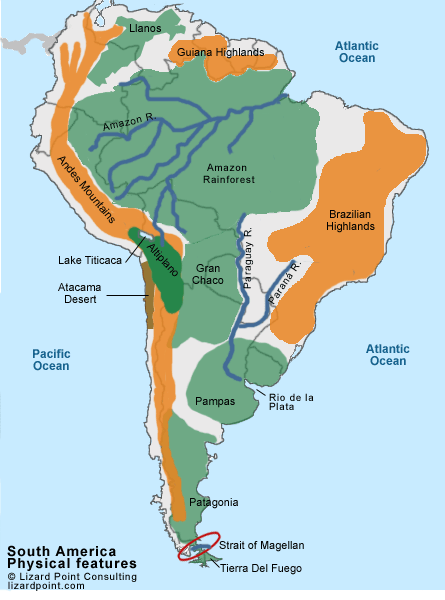 Llanos
Guiana Highlands
Atlantic
Ocean
Amazon R.
Amazon
Rainforest
Andes Mountains
Brazilian
Highlands
Lake Titicaca
Altiplano
Gran
Chaco
Paraguay R.
Paraná R.
Atacama
Desert
Pacific
Ocean
Atlantic
Ocean
Pampas
Rio de la
Plata
Patagonia
Strait of Magellan
Tierra Del Fuego
South America
Physical features
© Lizard Point Consulting
lizardpoint.com